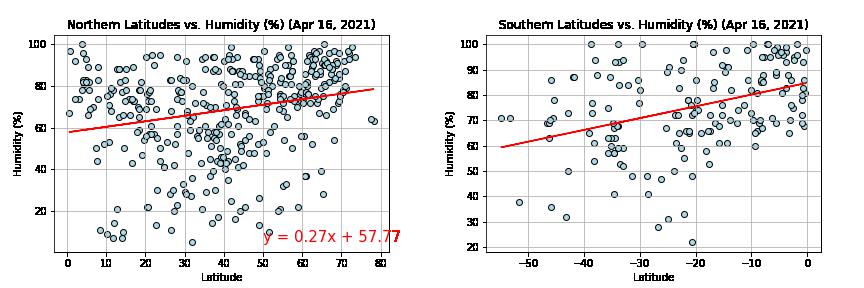 Northern Latitudes vs. Humidity (%) (Apr 16, 2021)
Humidity (%)
100
80
60
40
20
y = 0.27x + 57.77
0 10 20 30 40 50 60 70 80
Latitude
Southern Latitudes vs. Humidity (%) (Apr 16, 2021)
Humidity (%)
100
90
80
70
60
50
40
30
20
−50 −40 −30 −20 −10 0
Latitude